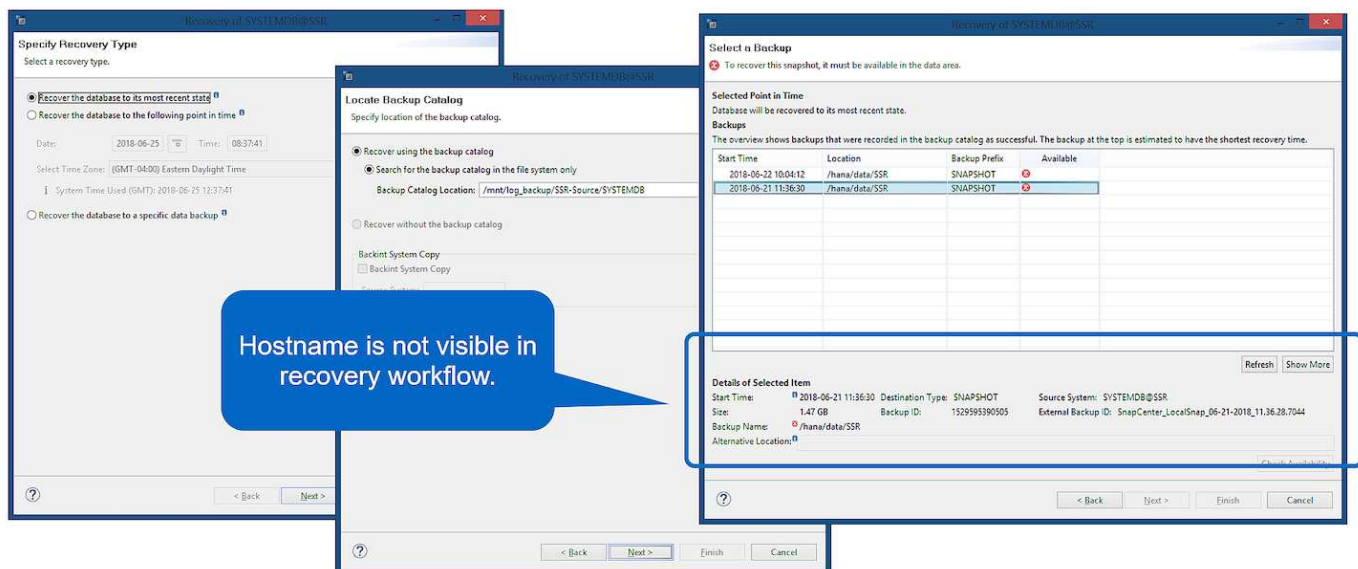 Recovery of SYSTEMDB@SSR
Specify Recovery Type
Select a recovery type.
Recover the database to its most recent state
Recover the database to the following point in time
Date: 2018-06-25 Time: 08:37:41
Select Time Zone: (GMT-04:00) Eastern Daylight Time
System Time Used (GMT): 2018-06-25 12:37:41
Recover the database to a specific data backup
< Back Next >
Recovery of SYSTEMDB@SSR
Locate Backup Catalog
Specify location of the backup catalog.
Recover using the backup catalog
Search for the backup catalog in the file system only
Backup Catalog Location: /mnt/log_backup/SSR-Source/SYSTEMDB
Recover without the backup catalog
Backint System Copy
Backint System Copy
Hostname is not visible in
recovery workflow.
< Back Next > Finish Cancel
Recovery of SYSTEMDB@SSR
Select a Backup
To recover this snapshot, it must be available in the data area.
Selected Point in Time
Database will be recovered to its most recent state.
Backups
The overview shows backups that were recorded in the backup catalog as successful. The backup at the top is estimated to have the shortest recovery time.
Start Time Location Backup Prefix Available
2018-06-22 10:04:12 /hana/data/SSR SNAPSHOT
2018-06-21 11:36:30 /hana/data/SSR SNAPSHOT
Refresh Show More
Details of Selected Item
Start Time: 2018-06-21 11:36:30 Destination Type: SNAPSHOT Source System: SYSTEMDB@SSR
Size: 1.47 GB Backup ID: 1529595390505 External Backup ID: SnapCenter_LocalSnap_06-21-2018_11.36.28.7044
Backup Name: /hana/data/SSR
Alternative Location:
Check Availability
< Back Next > Finish Cancel